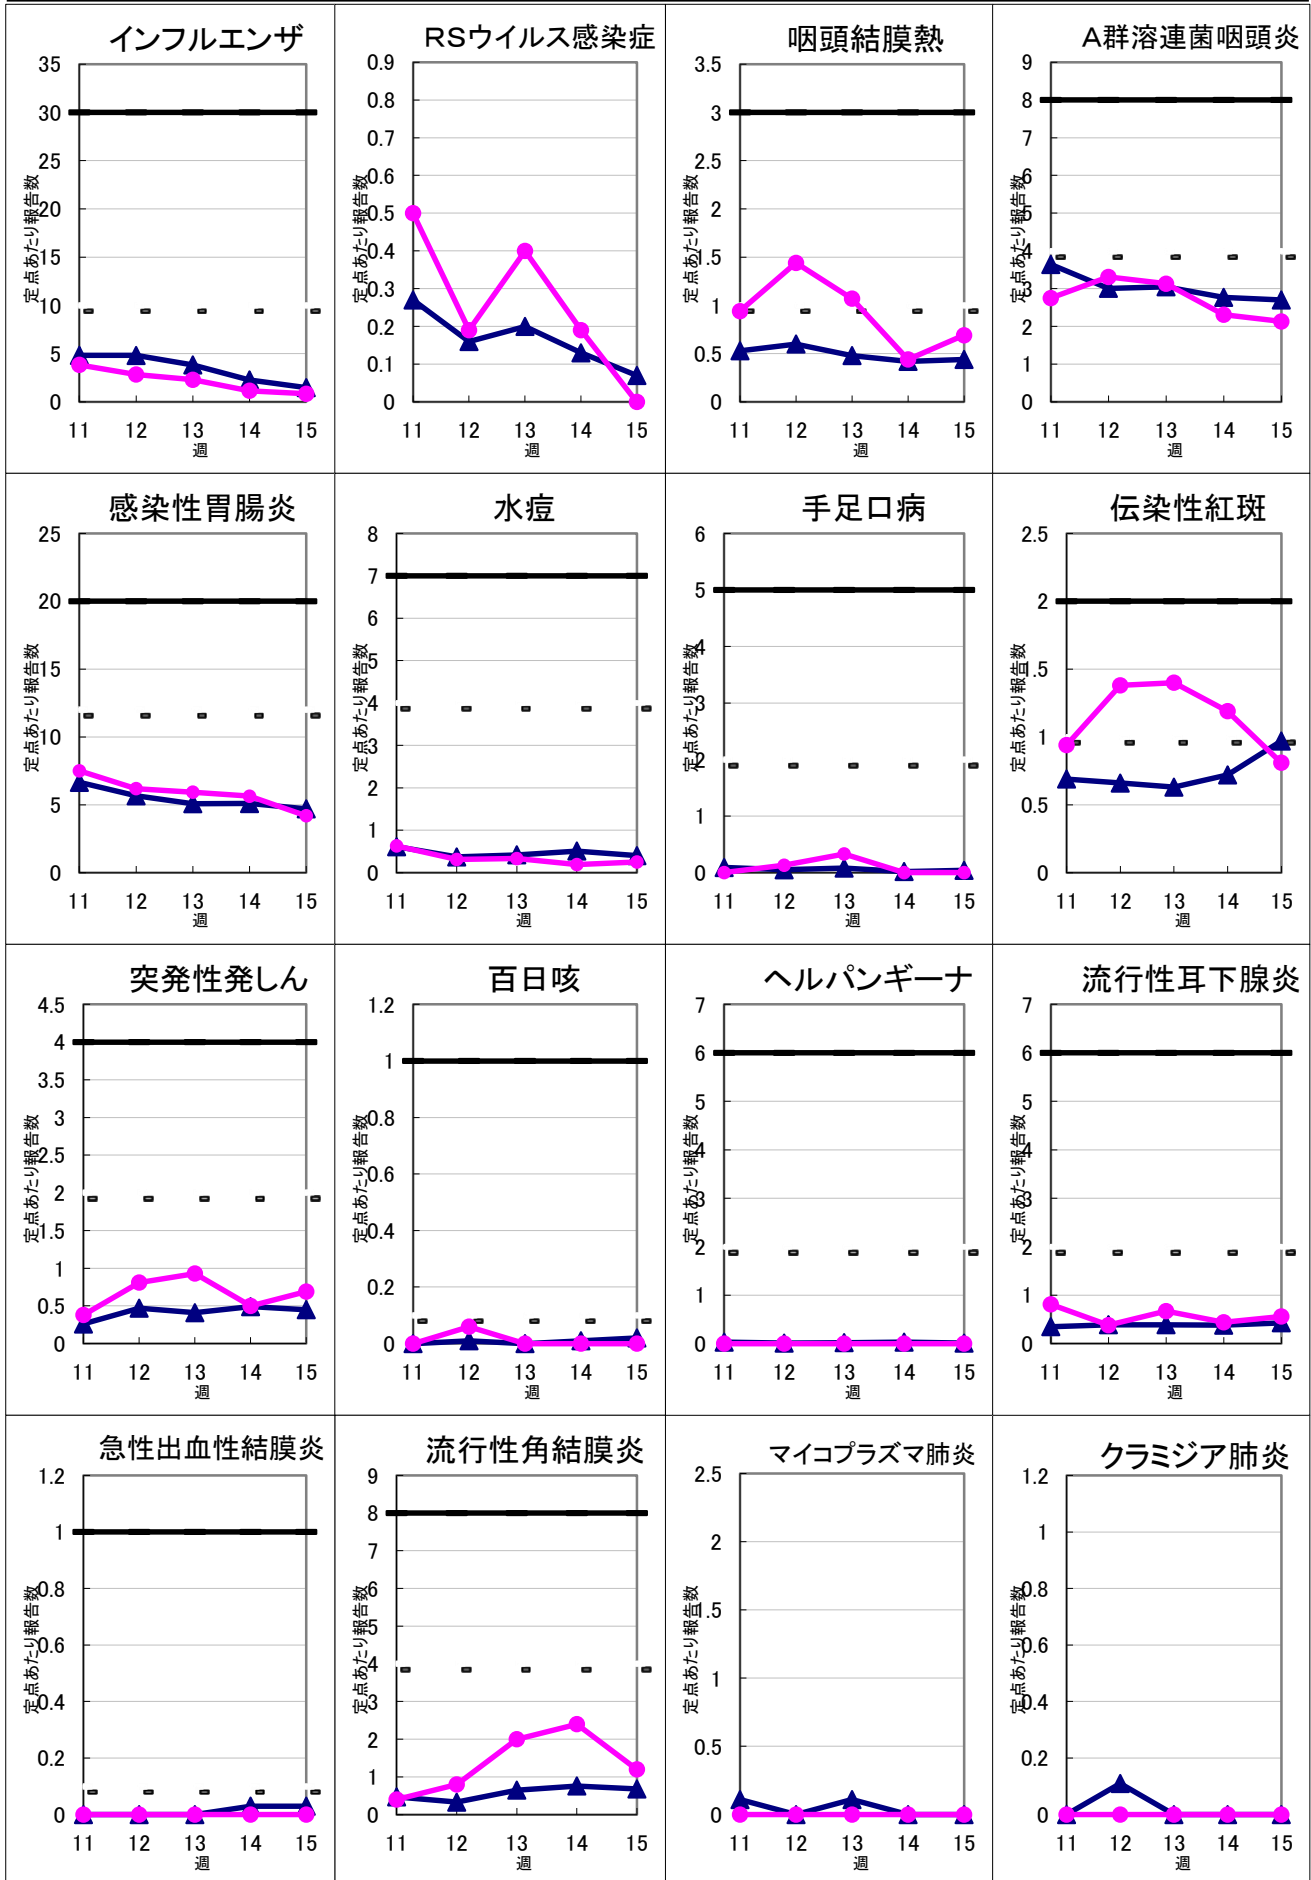 インフルエンザ
35
30
25
20
15
10
5
0
定点あたり報告数
11 12 13 14 15
週
RSウイルス感染症
0.9
0.8
0.7
0.6
0.5
0.4
0.3
0.2
0.1
0
定点あたり報告数
11 12 13 14 15
週
咽頭結膜熱
3.5
3
2.5
2
1.5
1
0.5
0
定点あたり報告数
11 12 13 14 15
週
A群溶連菌咽頭炎
9
8
7
6
5
4
3
2
1
0
定点あたり報告数
11 12 13 14 15
週
感染性胃腸炎
25
20
15
10
5
0
定点あたり報告数
11 12 13 14 15
週
水痘
8
7
6
5
4
3
2
1
0
定点あたり報告数
11 12 13 14 15
週
手足口病
6
5
4
3
2
1
0
定点あたり報告数
11 12 13 14 15
週
伝染性紅斑
2.5
2
1.5
1
0.5
0
定点あたり報告数
11 12 13 14 15
週
突発性発しん
4.5
4
3.5
3
2.5
2
1.5
1
0.5
0
定点あたり報告数
11 12 13 14 15
週
百日咳
1.2
1
0.8
0.6
0.4
0.2
0
定点あたり報告数
11 12 13 14 15
週
ヘルパンギーナ
7
6
5
4
3
2
1
0
定点あたり報告数
11 12 13 14 15
週
流行性耳下腺炎
7
6
5
4
3
2
1
0
定点あたり報告数
11 12 13 14 15
週
急性出血性結膜炎
1.2
1
0.8
0.6
0.4
0.2
0
定点あたり報告数
11 12 13 14 15
週
流行性角結膜炎
9
8
7
6
5
4
3
2
1
0
定点あたり報告数
11 12 13 14 15
週
マイコプラズマ肺炎
2.5
2
1.5
1
0.5
0
定点あたり報告数
11 12 13 14 15
週
クラミジア肺炎
1.2
1
0.8
0.6
0.4
0.2
0
定点あたり報告数
11 12 13 14 15
週